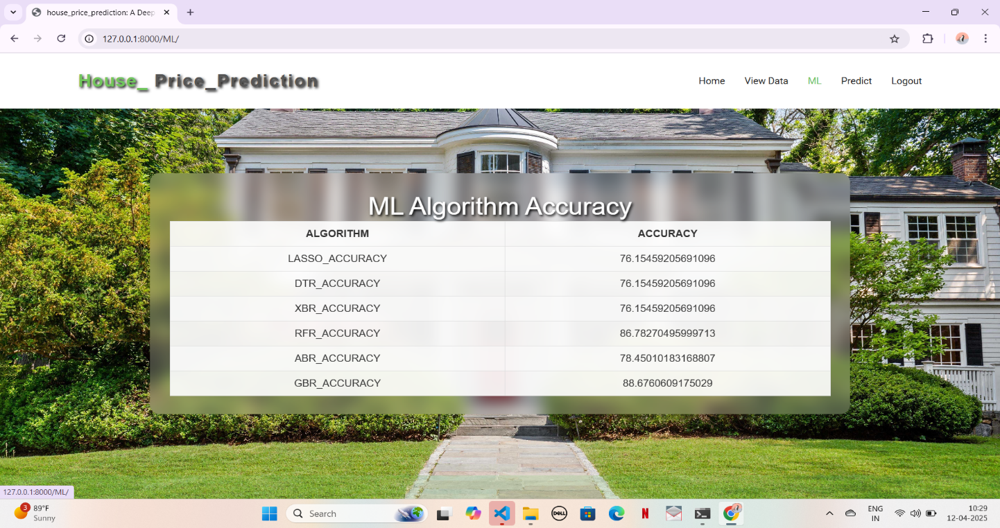 house_price_prediction: A Deep
127.0.0.1:8000/ML/
House_ Price_Prediction
Home View Data ML Predict Logout
ML Algorithm Accuracy
ALGORITHM ACCURACY
LASSO_ACCURACY 76.15459205691096
DTR_ACCURACY 76.15459205691096
XBR_ACCURACY 76.15459205691096
RFR_ACCURACY 86.78270495999713
ABR_ACCURACY 78.45010183168807
GBR_ACCURACY 88.6760609175029
127.0.0.1:8000/ML/
3 89°F
Sunny
Search
DELL
N
ENG
IN
10:29
12-04-2025